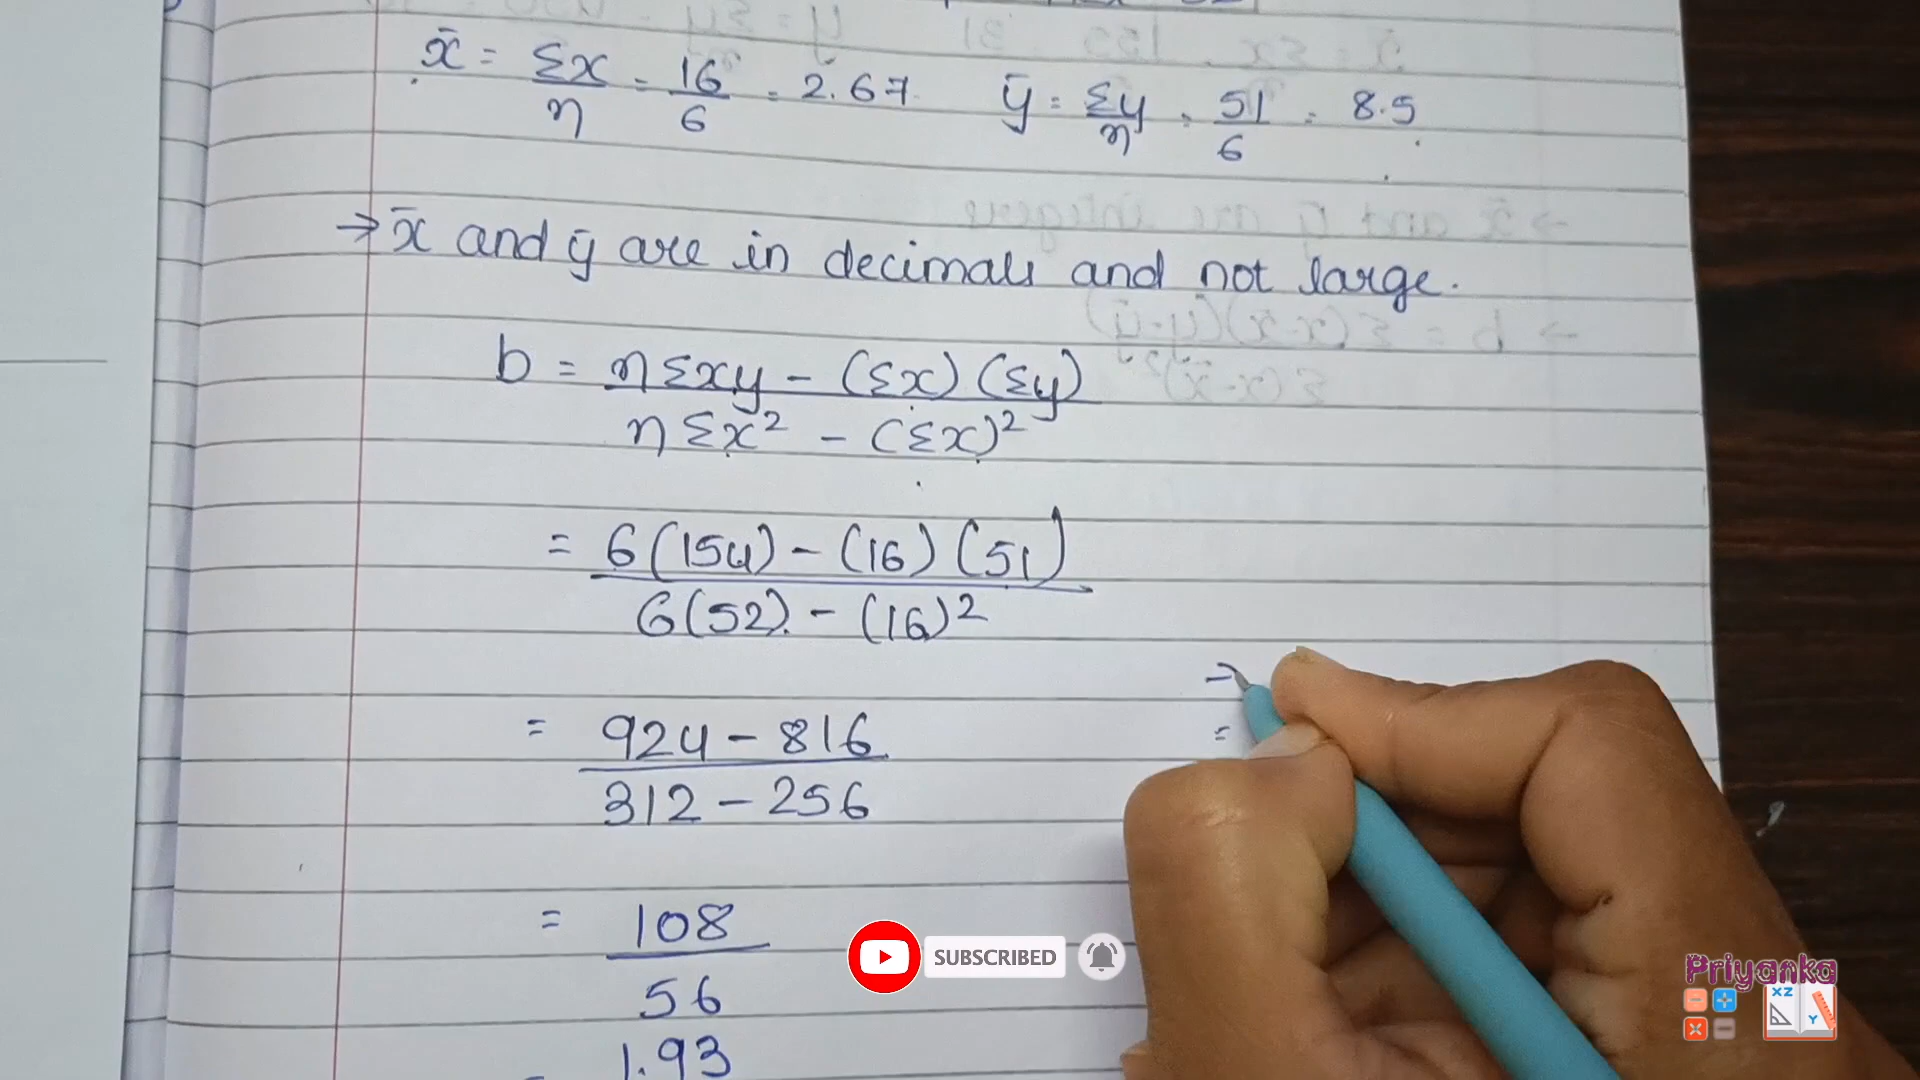 x̄ = Σx/n = 16/6 = 2.67 ȳ = Σy/n = 51/6 = 8.5
→ x̄ and ȳ are in decimals and not large.
b = nΣxy - (Σx)(Σy)
nΣx² - (Σx)²
= 6(154) - (16)(51)
6(52) - (16)²
→
= 924 - 816 =
312 - 256
= 108
56
SUBSCRIBED
= 1.93
Priyanka
XZ
Y